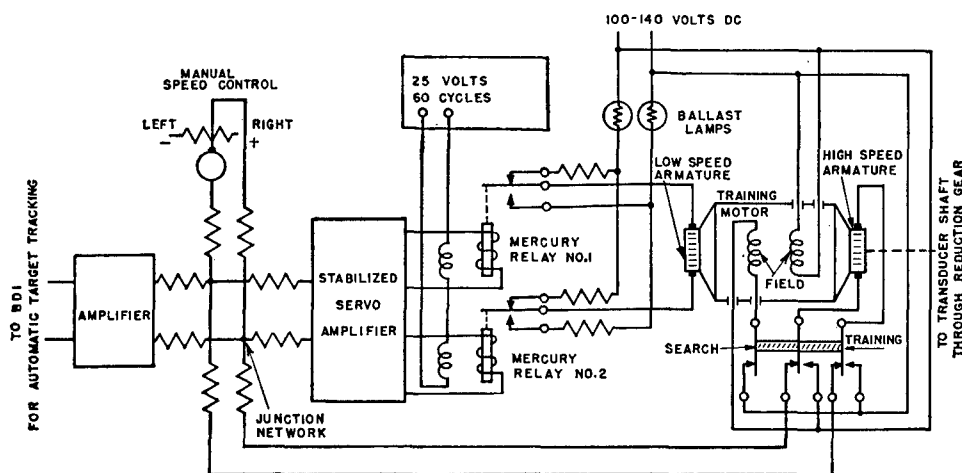 100-140 VOLTS DC
MANUAL
SPEED CONTROL
LEFT
RIGHT
-
+
25 VOLTS
60 CYCLES
BALLAST
LAMPS
LOW SPEED
ARMATURE
HIGH SPEED
ARMATURE
TRAINING
MOTOR
FIELD
MERCURY
RELAY NO.1
STABILIZED
SERVO
AMPLIFIER
AMPLIFIER
TO BDI
FOR AUTOMATIC TARGET TRACKING
MERCURY
RELAY NO.2
SEARCH
TRAINING
JUNCTION
NETWORK
TO TRANSDUCER SHAFT
THROUGH REDUCTION GEAR